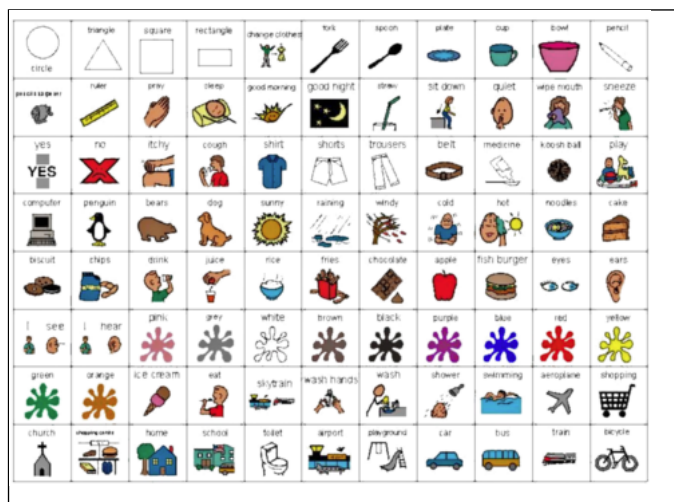 circle
triangle
square
rectangle
change clothes
fork
spoon
plate
cup
bowl
pencil
pencil sharpener
ruler
pray
sleep
good morning
good night
straw
sit down
quiet
wipe mouth
sneeze
yes
YES
no
itchy
cough
shirt
shorts
trousers
belt
medicine
koosh ball
play
computer
penguin
bears
dog
sunny
raining
windy
cold
hot
noodles
cake
biscuit
chips
drink
juice
rice
fries
chocolate
apple
fish burger
eyes
ears
I see
I hear
pink
grey
white
brown
black
purple
blue
red
yellow
green
orange
ice cream
eat
skytrain
wash hands
wash
shower
swimming
aeroplane
shopping
church
shopping centre
home
school
toilet
airport
playground
car
bus
train
bicycle